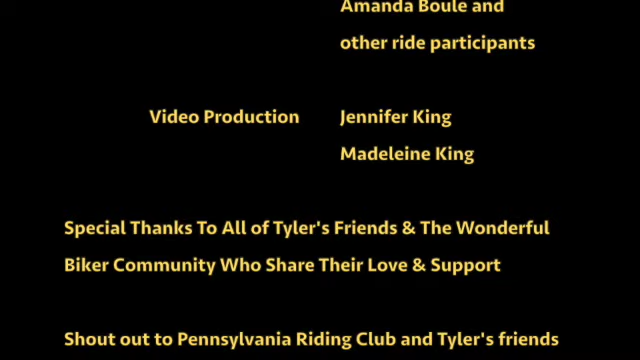 Amanda Boule and
other ride participants
Video Production Jennifer King
Madeleine King
Special Thanks To All of Tyler's Friends & The Wonderful
Biker Community Who Share Their Love & Support
Shout out to Pennsylvania Riding Club and Tyler's friends